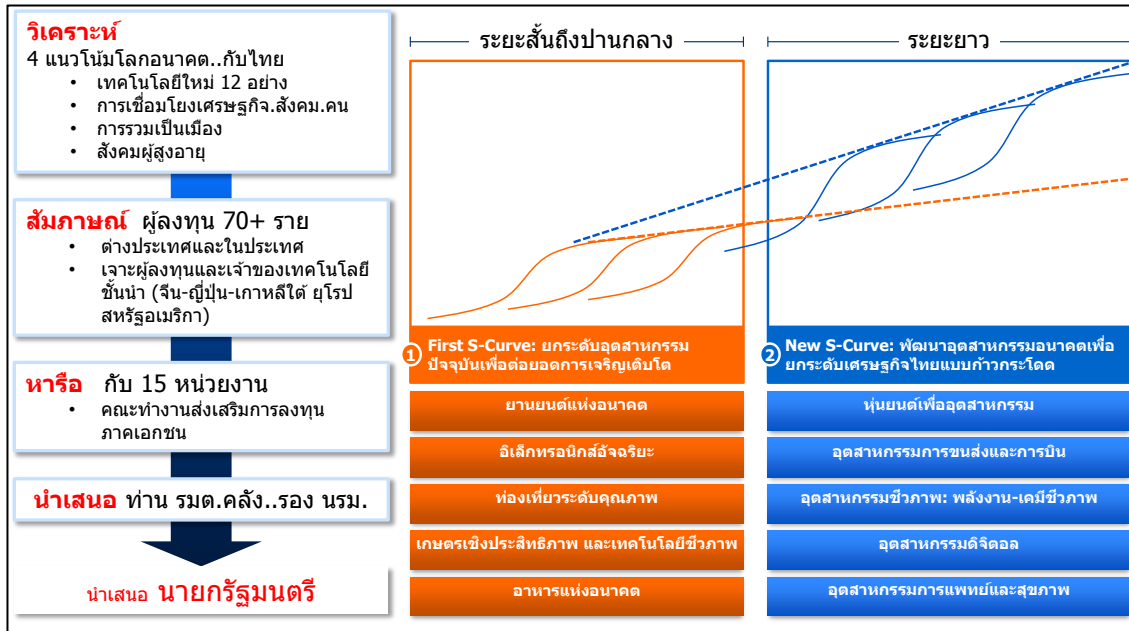 วิเคราะห์
4 แนวโน้มโลกอนาคต..กับไทย
• เทคโนโลยีใหม่ 12 อย่าง
• การเชื่อมโยงเศรษฐกิจ.สังคม.คน
• การรวมเป็นเมือง
• สังคมผู้สูงอายุ
สัมภาษณ์ ผู้ลงทุน 70+ ราย
• ต่างประเทศและในประเทศ
• เจาะผู้ลงทุนและเจ้าของเทคโนโลยี
ชั้นนำ (จีน-ญี่ปุ่น-เกาหลีใต้ ยุโรป
สหรัฐอเมริกา)
หารือ กับ 15 หน่วยงาน
• คณะทำงานส่งเสริมการลงทุน
ภาคเอกชน
นำเสนอ ท่าน รมต.คลัง..รอง นรม.
นำเสนอ นายกรัฐมนตรี
ระยะสั้นถึงปานกลาง
1 First S-Curve: ยกระดับอุตสาหกรรม
ปัจจุบันเพื่อต่อยอดการเจริญเติบโต
ยานยนต์แห่งอนาคต
อิเล็กทรอนิกส์อัจฉริยะ
ท่องเที่ยวระดับคุณภาพ
เกษตรเชิงประสิทธิภาพ และเทคโนโลยีชีวภาพ
อาหารแห่งอนาคต
ระยะยาว
2 New S-Curve: พัฒนาอุตสาหกรรมอนาคตเพื่อ
ยกระดับเศรษฐกิจไทยแบบก้าวกระโดด
หุ่นยนต์เพื่ออุตสาหกรรม
อุตสาหกรรมการขนส่งและการบิน
อุตสาหกรรมชีวภาพ: พลังงาน-เคมีชีวภาพ
อุตสาหกรรมดิจิตอล
อุตสาหกรรมการแพทย์และสุขภาพ